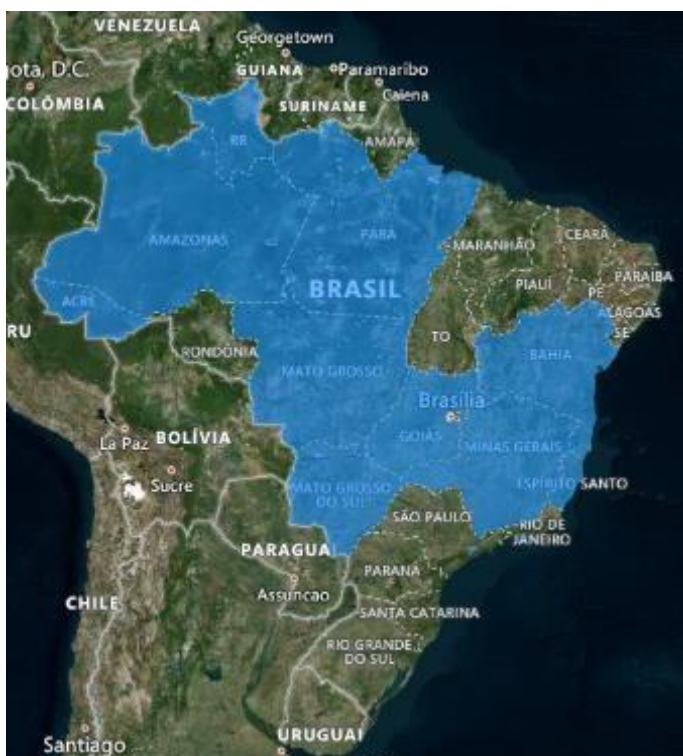 VENEZUELA
Georgetown
ota, D.C.
GUIANA
Paramaribo
COLÔMBIA
SURINAME
Caiena
RR
AMAPÁ
AMAZONAS
PARÁ
MARANHÃO
CEARÁ
BRASIL
PIAUÍ
PARAÍBA
PE
ACRE
ALAGOAS
RU
TO
SE
RONDÔNIA
BAHIA
MATO GROSSO
Brasília
La Paz
BOLÍVIA
GOIÁS
MINAS GERAIS
Sucre
MATO GROSSO
DO SUL
ESPÍRITO SANTO
SÃO PAULO
RIO DE
JANEIRO
PARAGUA
PARANÁ
Assuncao
CHILE
SANTA CATARINA
RIO GRANDE
DO SUL
URUGUAI
Santiago